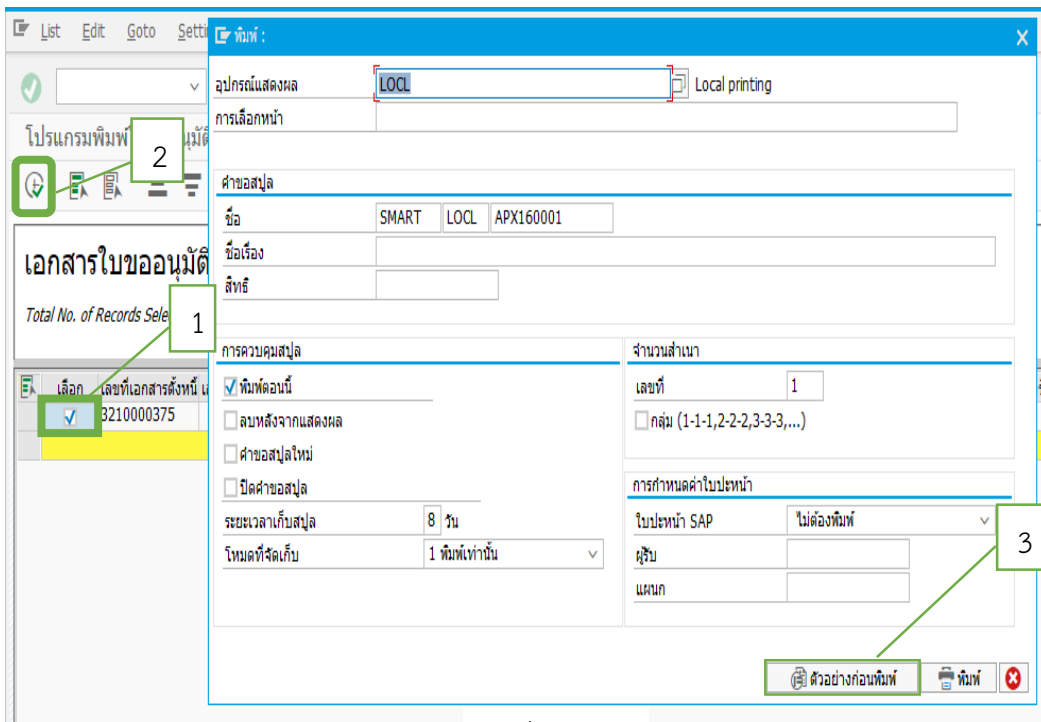 List Edit Goto
พิมพ์ :
อุปกรณ์แสดงผล LOCL Local printing
การเลือกหน้า
โปรแกรมพิมพ์
2
คำขอสปูล
ชื่อ SMART LOCL APX160001
ชื่อเรื่อง
สิทธิ
เอกสารใบขออนุมัติ
Total No. of Records
1
การควบคุมสปูล
จำนวนสำเนา
เลือก เลขที่เอกสารตั้งหนี้
3210000375
พิมพ์ตอนนี้
เลขที่ 1
ลบหลังจากแสดงผล
กลุ่ม (1-1-1,2-2-2,3-3-3,...)
คำขอสปูลใหม่
ปิดคำขอสปูล
การกำหนดค่าใบปะหน้า
ระยะเวลาเก็บสปูล 8 วัน
ใบปะหน้า SAP ไม่ต้องพิมพ์
โหมดที่จัดเก็บ 1 พิมพ์เท่านั้น
ผู้รับ
3
แผนก
ตัวอย่างก่อนพิมพ์ พิมพ์